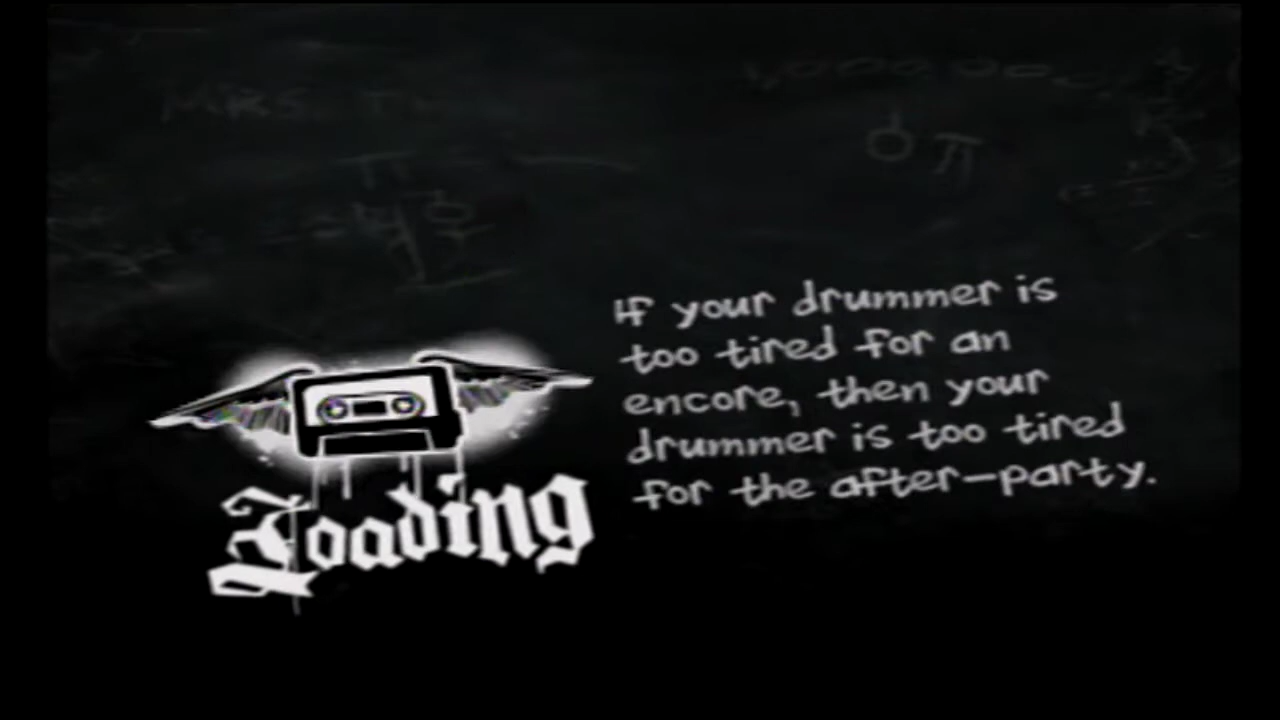 MRS
π
If your drummer is
too tired for an
encore, then your
drummer is too tired
for the after-party.
Loading